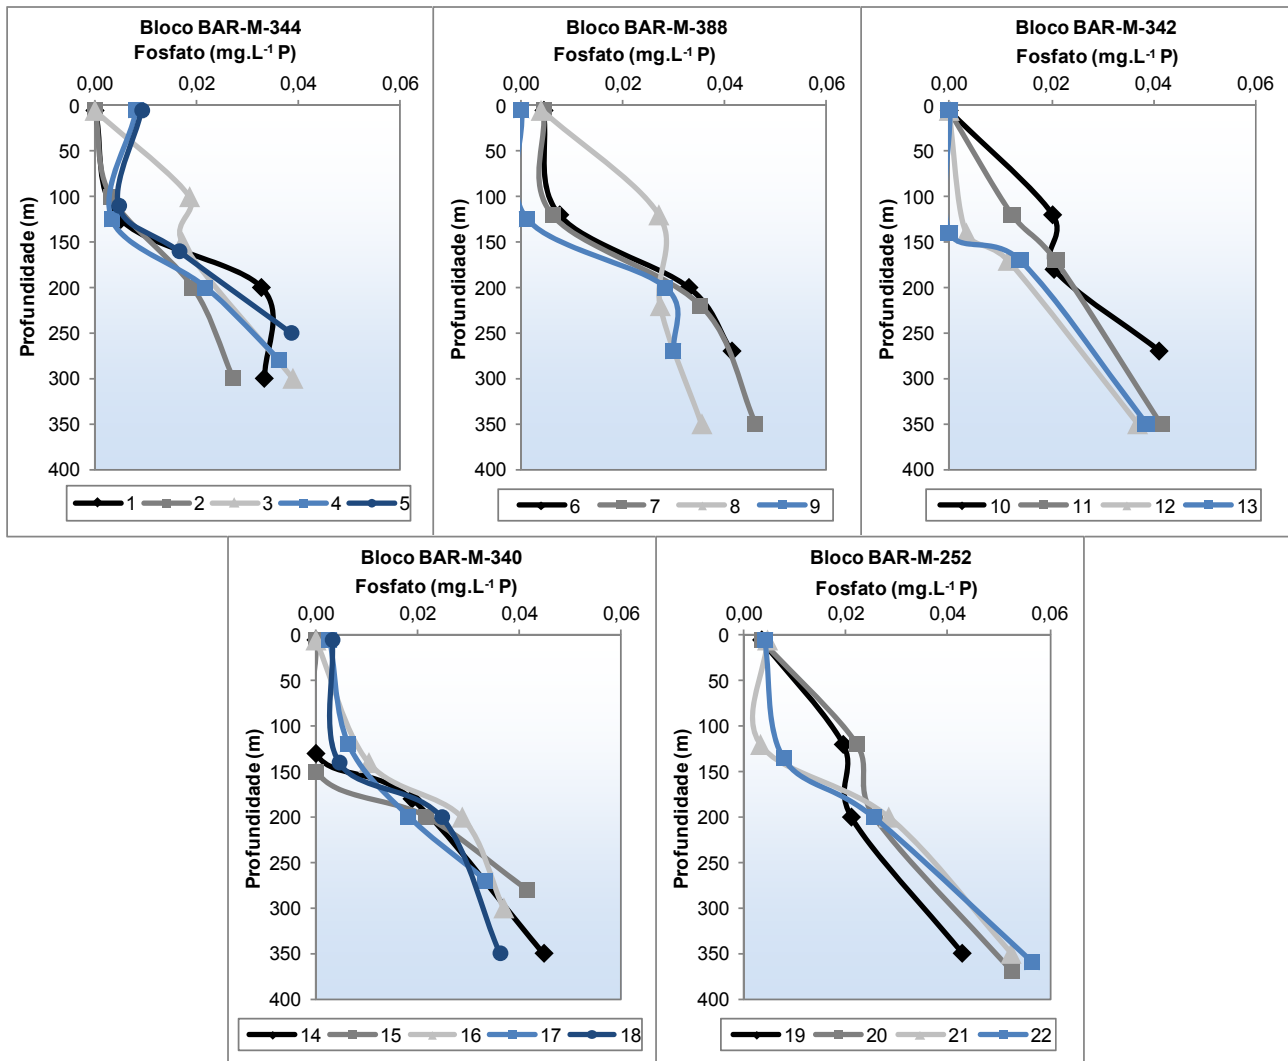 Bloco BAR-M-344
Fosfato (mg.L-1 P)
0,00 0,02 0,04 0,06
0
50
100
150
200
250
300
350
400
Profundidade (m)
1 2 3 4 5
Bloco BAR-M-388
Fosfato (mg.L-1 P)
0,00 0,02 0,04 0,06
0
50
100
150
200
250
300
350
400
Profundidade (m)
6 7 8 9
Bloco BAR-M-342
Fosfato (mg.L-1 P)
0,00 0,02 0,04 0,06
0
50
100
150
200
250
300
350
400
Profundidade (m)
10 11 12 13
Bloco BAR-M-340
Fosfato (mg.L-1 P)
0,00 0,02 0,04 0,06
0
50
100
150
200
250
300
350
400
Profundidade (m)
14 15 16 17 18
Bloco BAR-M-252
Fosfato (mg.L-1 P)
0,00 0,02 0,04 0,06
0
50
100
150
200
250
300
350
400
Profundidade (m)
19 20 21 22